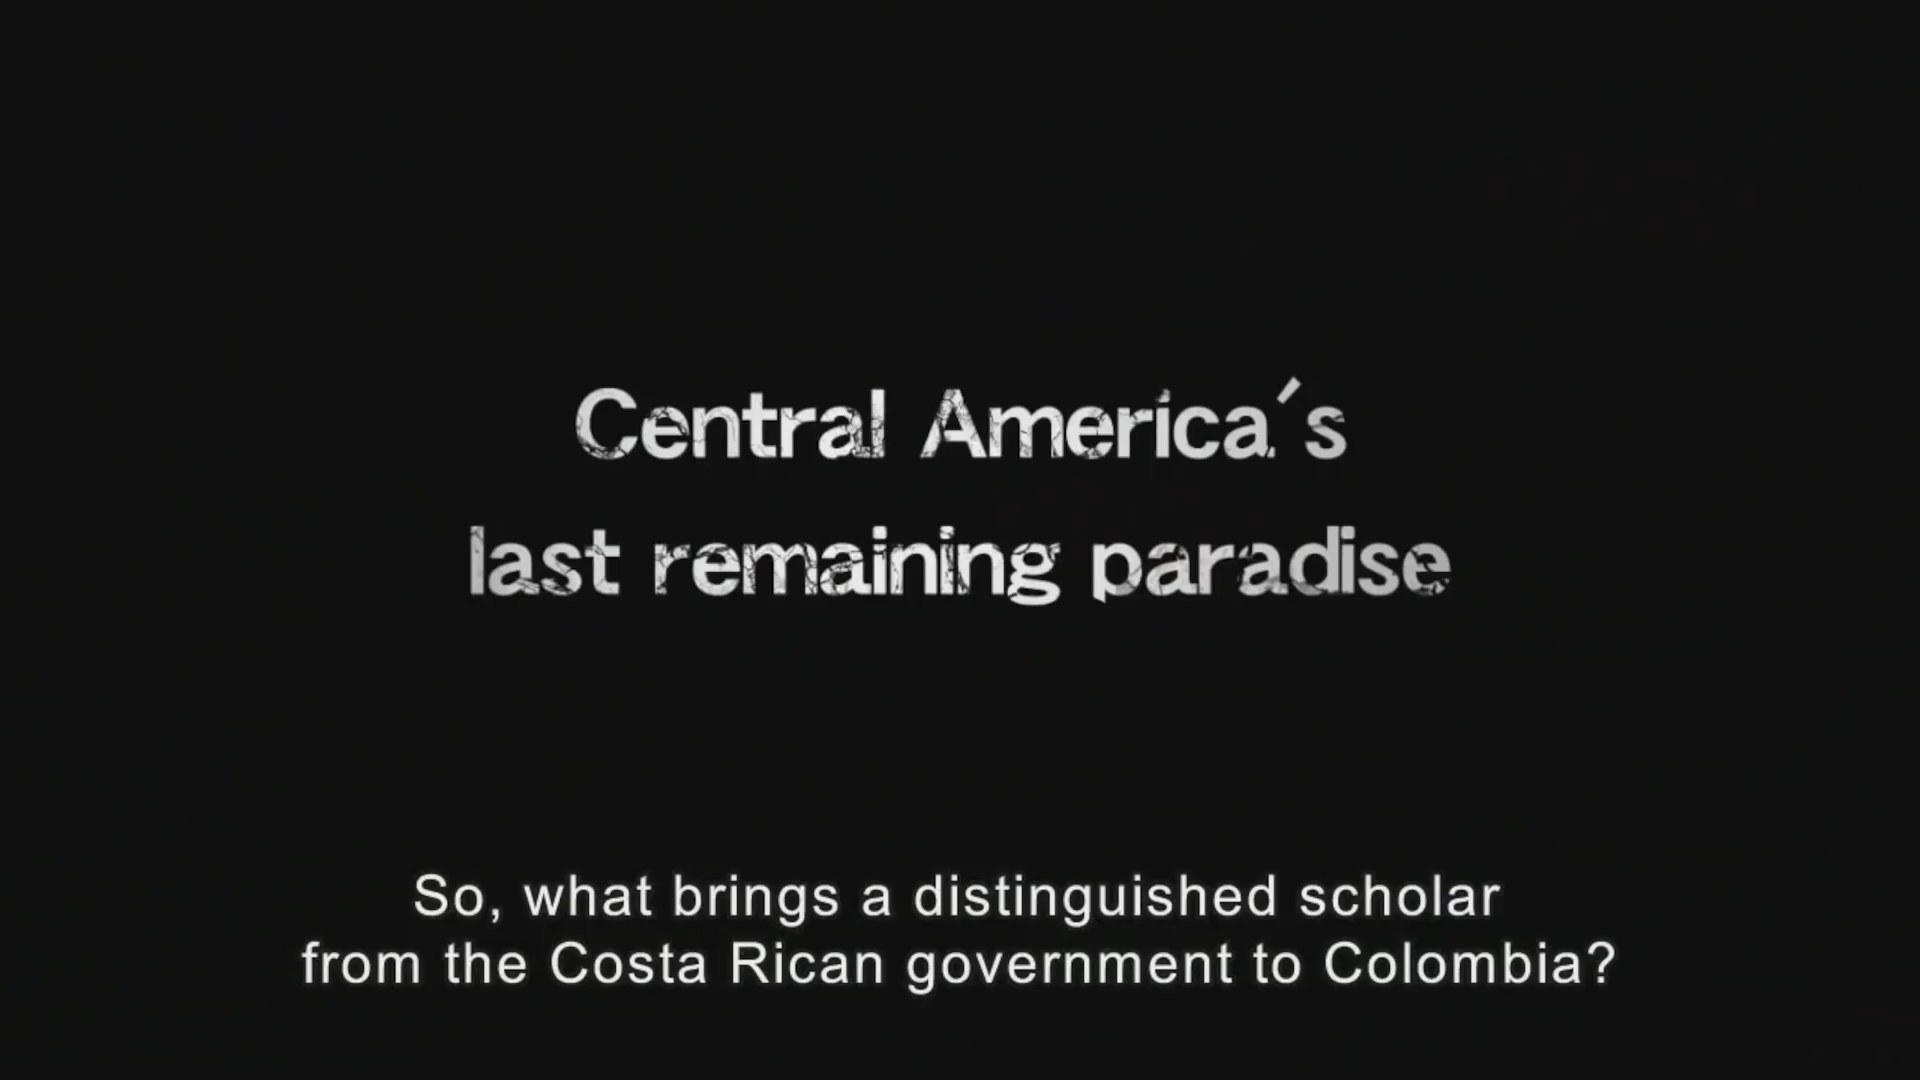 Central America's
last remaining paradise
So, what brings a distinguished scholar
from the Costa Rican government to Colombia?